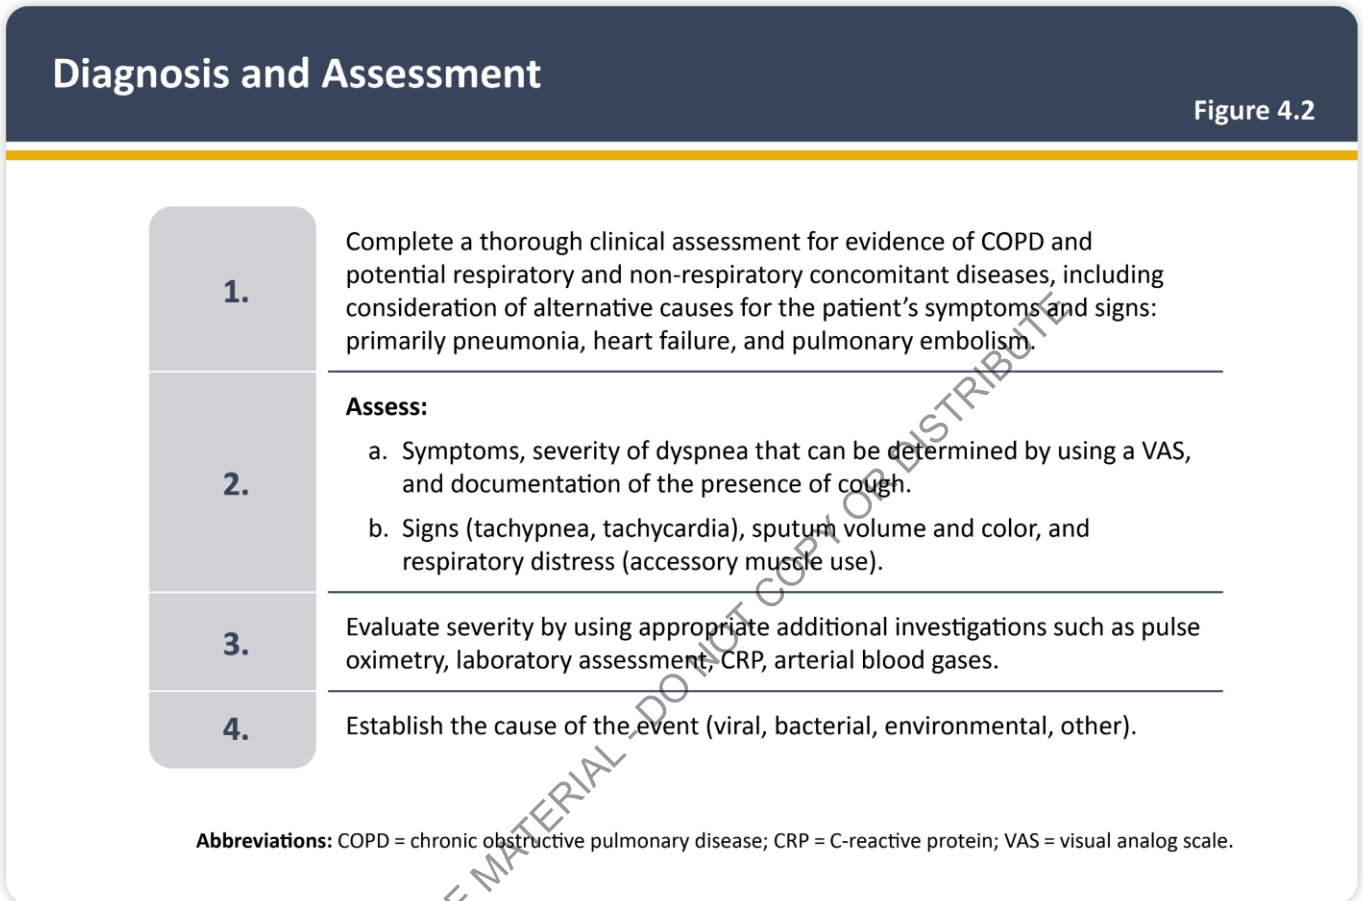 Diagnosis and Assessment
Figure 4.2
1.
Complete a thorough clinical assessment for evidence of COPD and
potential respiratory and non-respiratory concomitant diseases, including
consideration of alternative causes for the patient's symptoms and signs:
primarily pneumonia, heart failure, and pulmonary embolism.
2.
Assess:
a. Symptoms, severity of dyspnea that can be determined by using a VAS,
and documentation of the presence of cough.
b. Signs (tachypnea, tachycardia), sputum volume and color, and
respiratory distress (accessory muscle use).
3.
Evaluate severity by using appropriate additional investigations such as pulse
oximetry, laboratory assessment, CRP, arterial blood gases.
4.
Establish the cause of the event (viral, bacterial, environmental, other).
Abbreviations: COPD = chronic obstructive pulmonary disease; CRP = C-reactive protein; VAS = visual analog scale.
MATERIAL - DO NOT COPY OR DISTRIBUTE